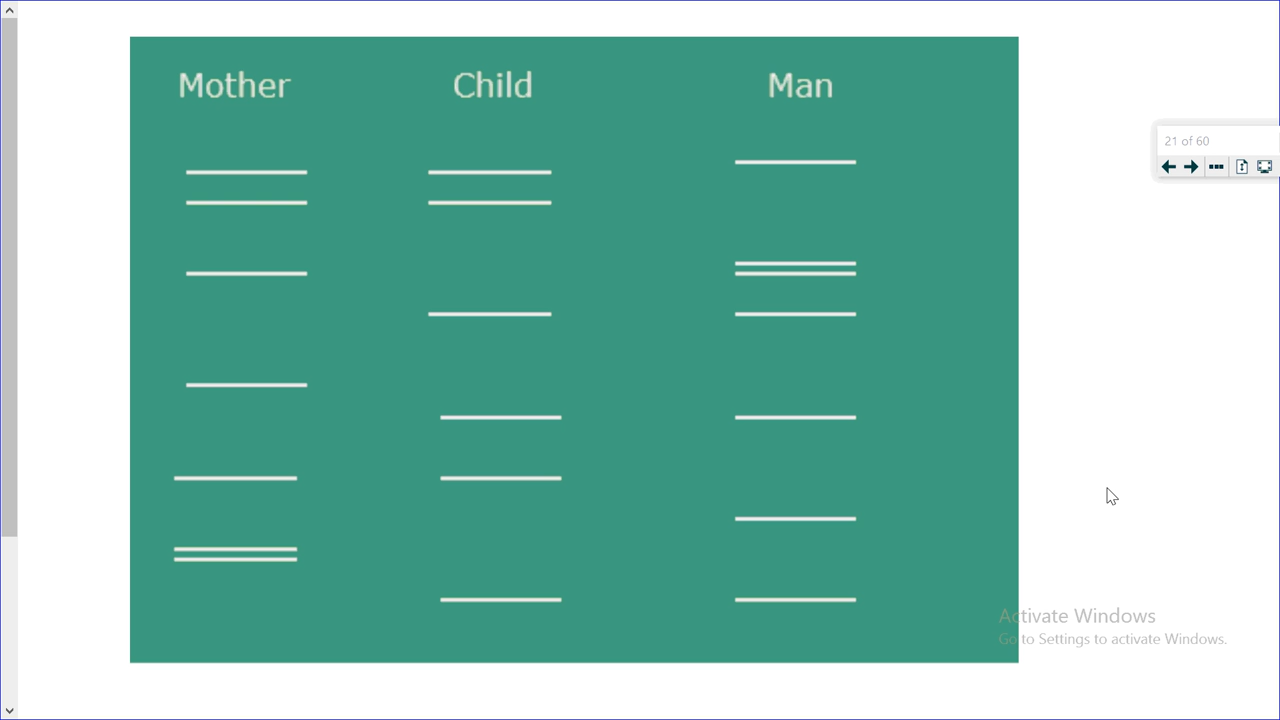 Mother Child Man
21 of 60
Activate Windows
Go to Settings to activate Windows.